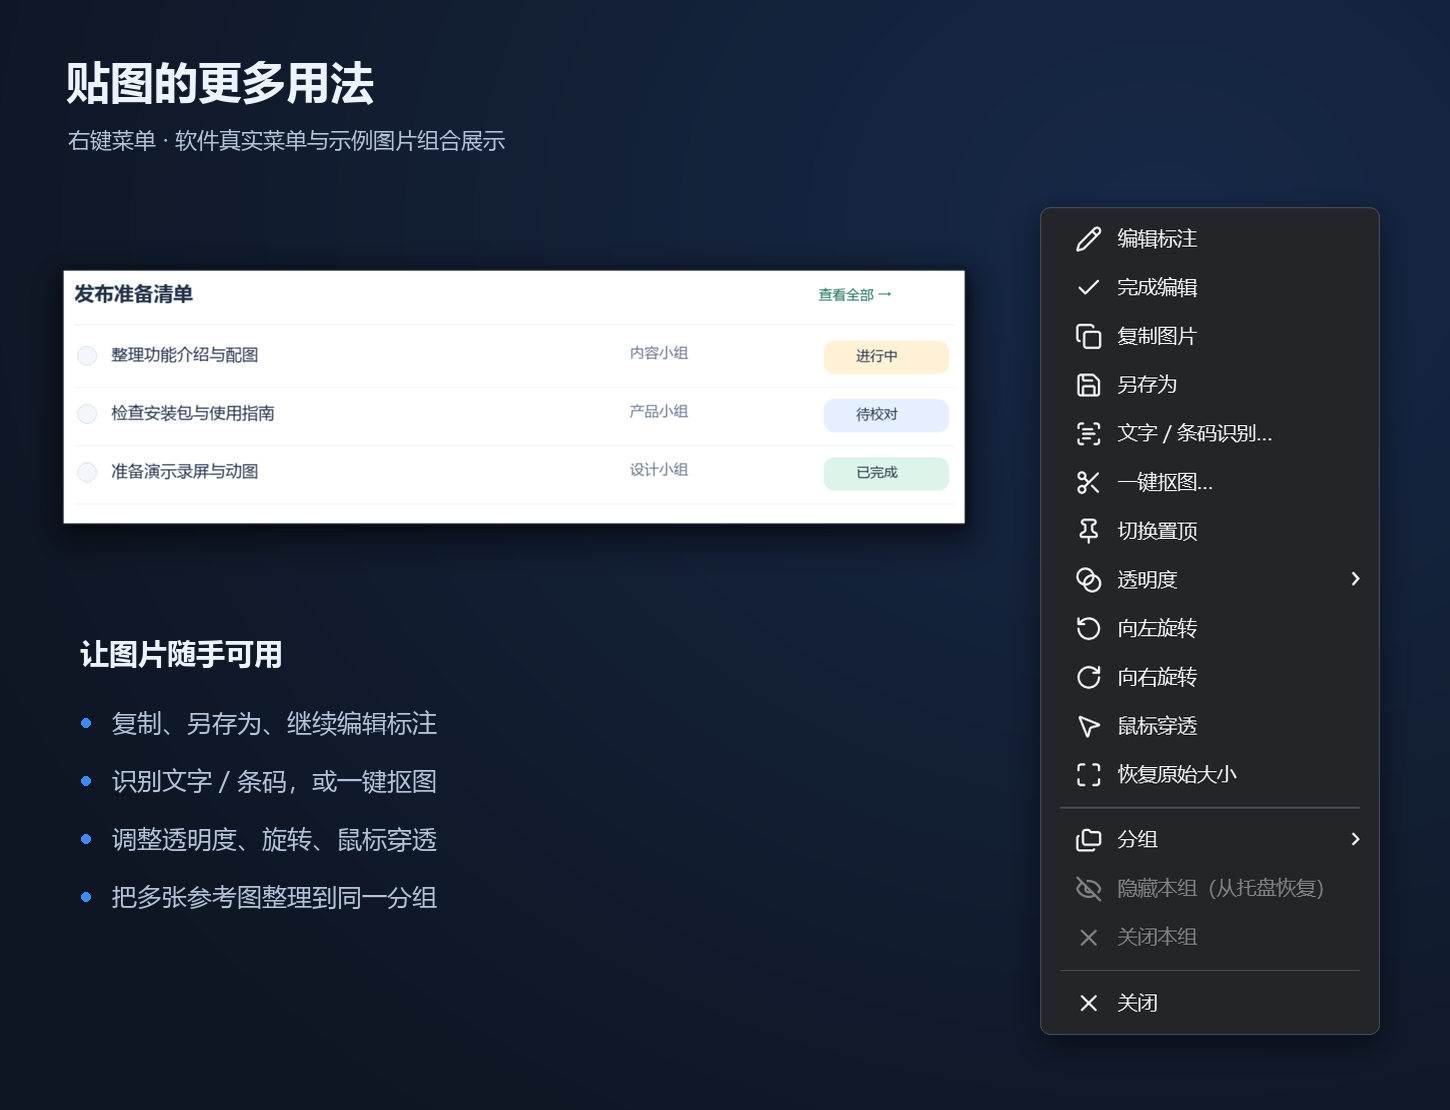 贴图的更多用法
右键菜单 · 软件真实菜单与示例图片组合展示
发布准备清单
查看全部 →
整理功能介绍与配图
内容小组
进行中
检查安装包与使用指南
产品小组
待校对
准备演示录屏与动图
设计小组
已完成
让图片随手可用
复制、另存为、继续编辑标注
识别文字 / 条码，或一键抠图
调整透明度、旋转、鼠标穿透
把多张参考图整理到同一分组
编辑标注
完成编辑
复制图片
另存为
文字 / 条码识别...
一键抠图...
切换置顶
透明度
向左旋转
向右旋转
鼠标穿透
恢复原始大小
分组
隐藏本组（从托盘恢复）
关闭本组
关闭